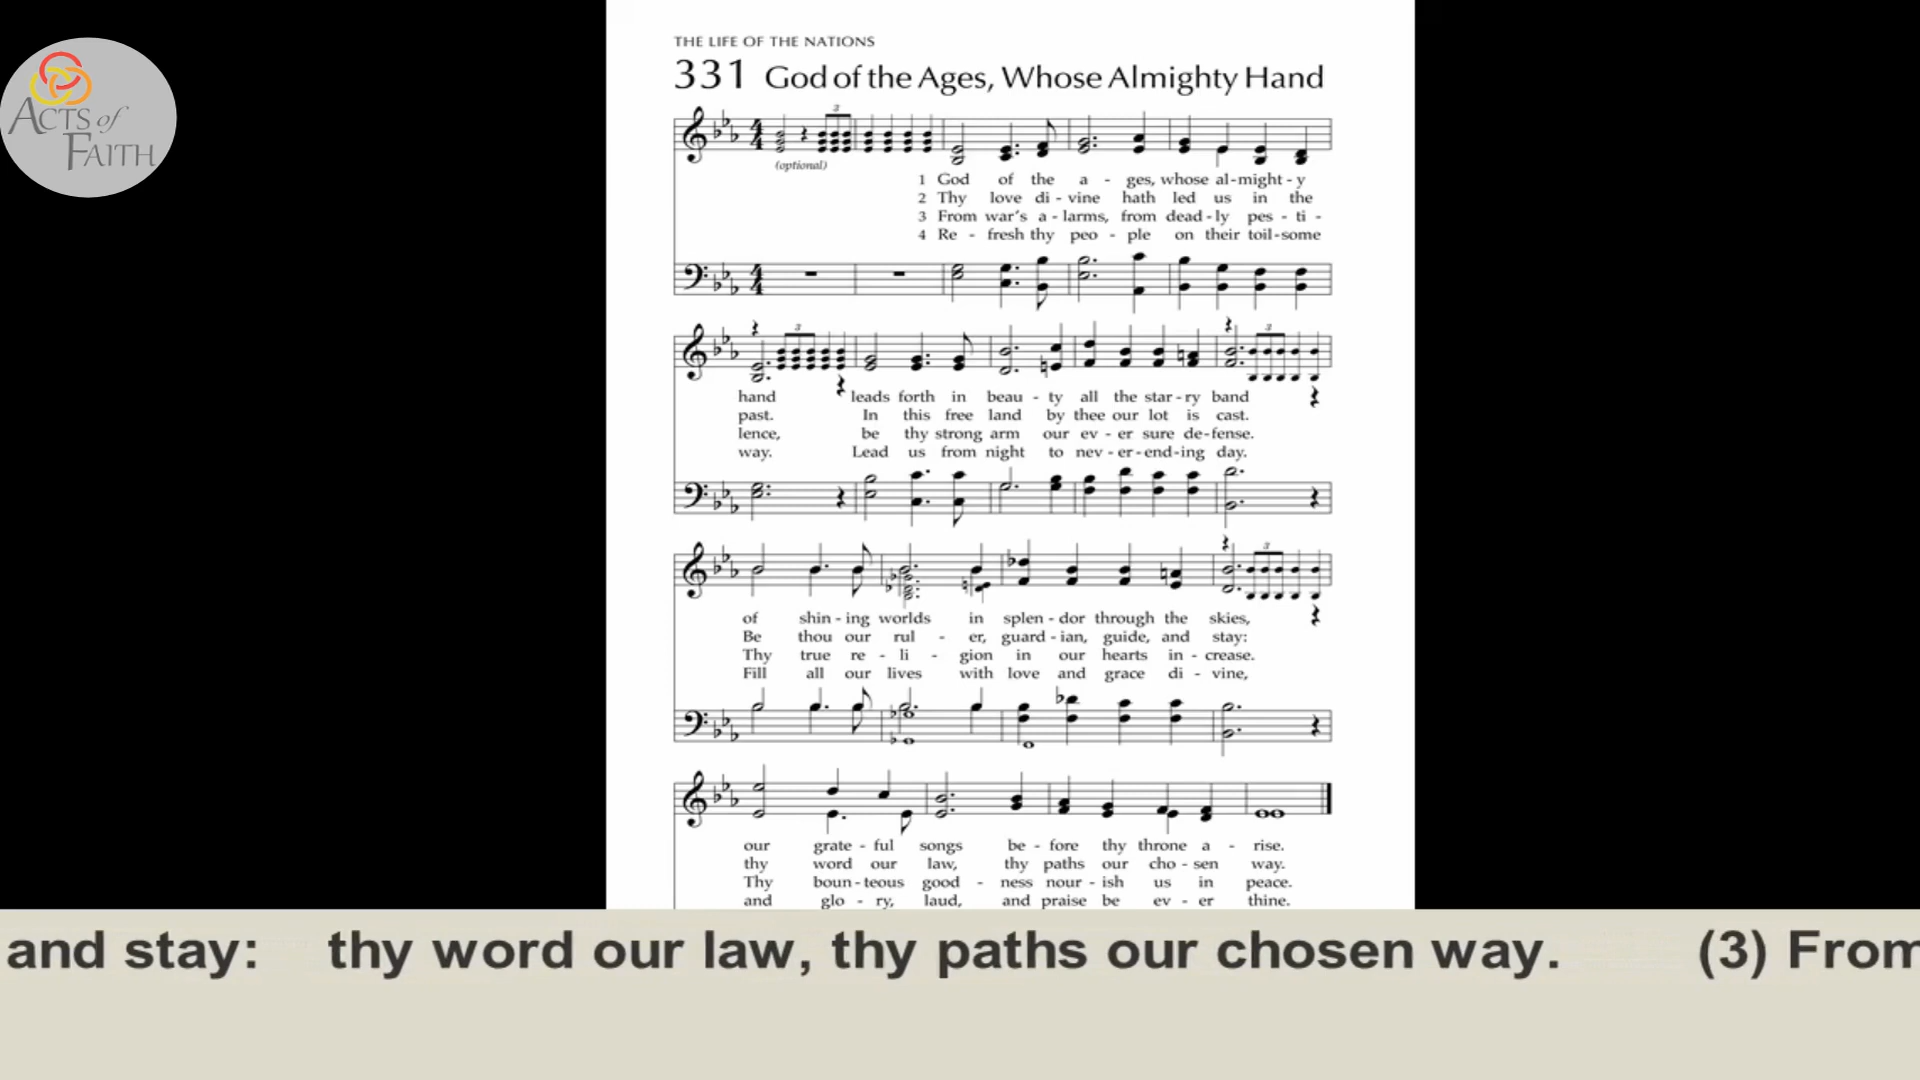 ACTS of
FAITH
THE LIFE OF THE NATIONS
331 God of the Ages, Whose Almighty Hand
3
(optional)
1 God of the a - ges, whose al - might - y
2 Thy love di - vine hath led us in the
3 From war's a - larms, from dead - ly pes - ti -
4 Re - fresh thy peo - ple on their toil - some
3 3
hand leads forth in beau - ty all the star - ry band
past. In this free land by thee our lot is cast.
lence, be thy strong arm our ev - er sure de - fense.
way. Lead us from night to nev - er - end - ing day.
3
of shin - ing worlds in splen - dor through the skies,
Be thou our rul - er, guard - ian, guide, and stay:
Thy true re - li - gion in our hearts in - crease.
Fill all our lives with love and grace di - vine,
our grate - ful songs be - fore thy throne a - rise.
thy word our law, thy paths our cho - sen way.
Thy boun - teous good - ness nour - ish us in peace.
and glo - ry, laud, and praise be ev - er thine.
and stay: thy word our law, thy paths our chosen way. (3) From